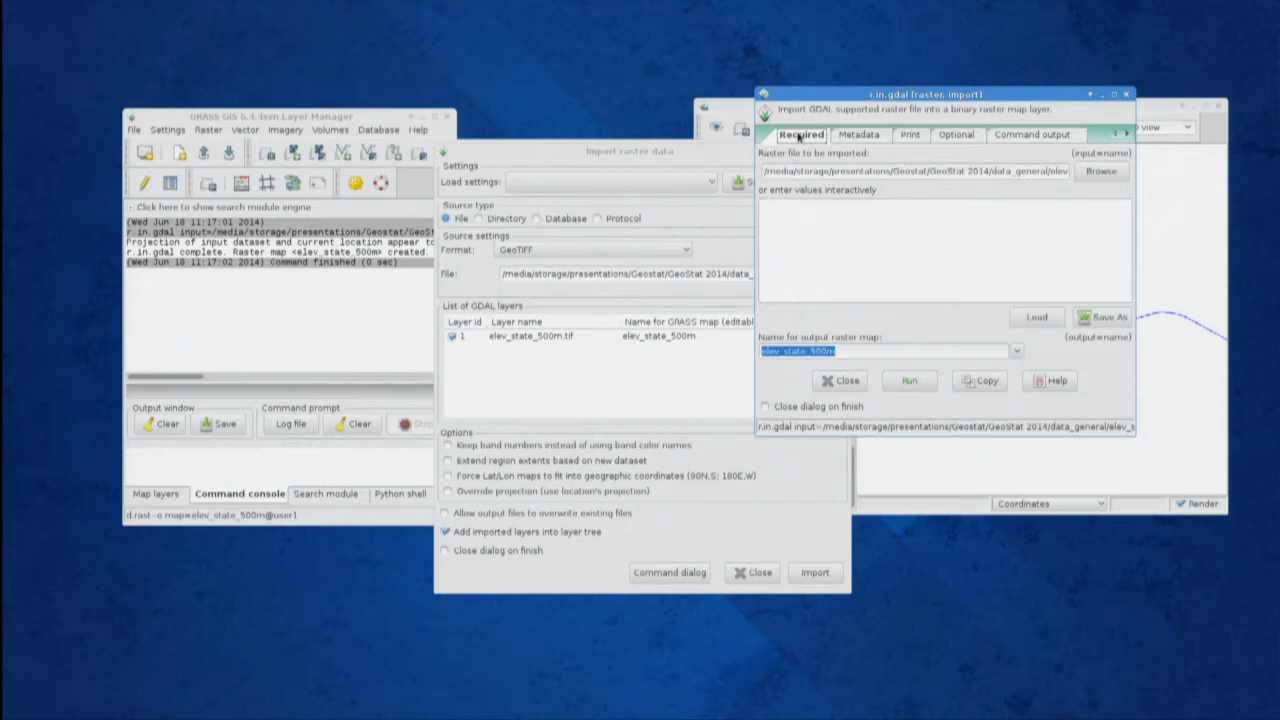 GRASS GIS 6.4.4svn Layer Manager
File Settings Raster Vector Imagery Volumes Database Help
Click here to show search module engine
(Wed Jun 18 11:17:01 2014)
r.in.gdal input=/media/storage/presentations/Geostat/GeoSt
Projection of input dataset and current location appear to
r.in.gdal complete. Raster map <elev_state_500m> created.
(Wed Jun 18 11:17:02 2014) Command finished (0 sec)
Output window
Command prompt
Clear
Save
Log file
Clear
Stop
Map layers
Command console
Search module
Python shell
d.rast -o map=elev_state_500m@user1
Import raster data
Settings
Load settings:
Source type
File Directory Database Protocol
Source settings
Format: GeoTIFF
File: /media/storage/presentations/Geostat/GeoStat 2014/data_
List of GDAL layers
Layer id Layer name Name for GRASS map (editabl
1 elev_state_500m.tif elev_state_500m
Options
Keep band numbers instead of using band color names
Extend region extents based on new dataset
Force Lat/Lon maps to fit into geographic coordinates (90N,S; 180E,W)
Override projection (use location's projection)
Allow output files to overwrite existing files
Add imported layers into layer tree
Close dialog on finish
Command dialog
Close
Import
r.in.gdal [raster, import]
Import GDAL supported raster file into a binary raster map layer.
Required Metadata Print Optional Command output
Raster file to be imported: (input=name)
/media/storage/presentations/Geostat/GeoStat 2014/data_general/elev
Browse
or enter values interactively
Load
Save As
Name for output raster map: (output=name)
elev_state_500m
Close
Run
Copy
Help
Close dialog on finish
r.in.gdal input=/media/storage/presentations/Geostat/GeoStat 2014/data_general/elev_s
view
Coordinates
Render